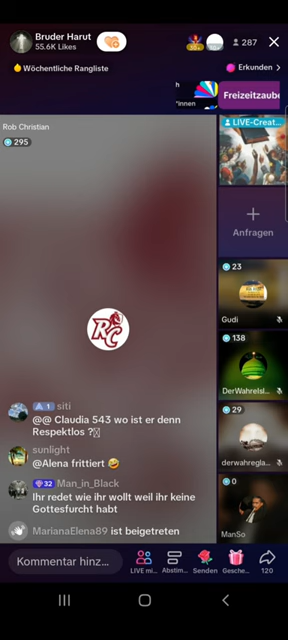 Bruder Harut
55.6K Likes
287
Wöchentliche Rangliste
Erkunden >
h
*innen
Freizeitzaube
Rob Christian
295
LIVE-Creat...
+
Anfragen
23
Gudi
138
DerWahrelsl...
29
derwahregla...
0
ManSo
RC
1 siti
@@ Claudia 543 wo ist er denn
Respektlos ?
sunlight
@Alena frittiert 🤣
32 Man_in_Black
Ihr redet wie ihr wollt weil ihr keine
Gottesfurcht habt
MarianaElena89 ist beigetreten
Kommentar hinz...
LIVE mi...
Abstim...
Senden
Gesche...
120